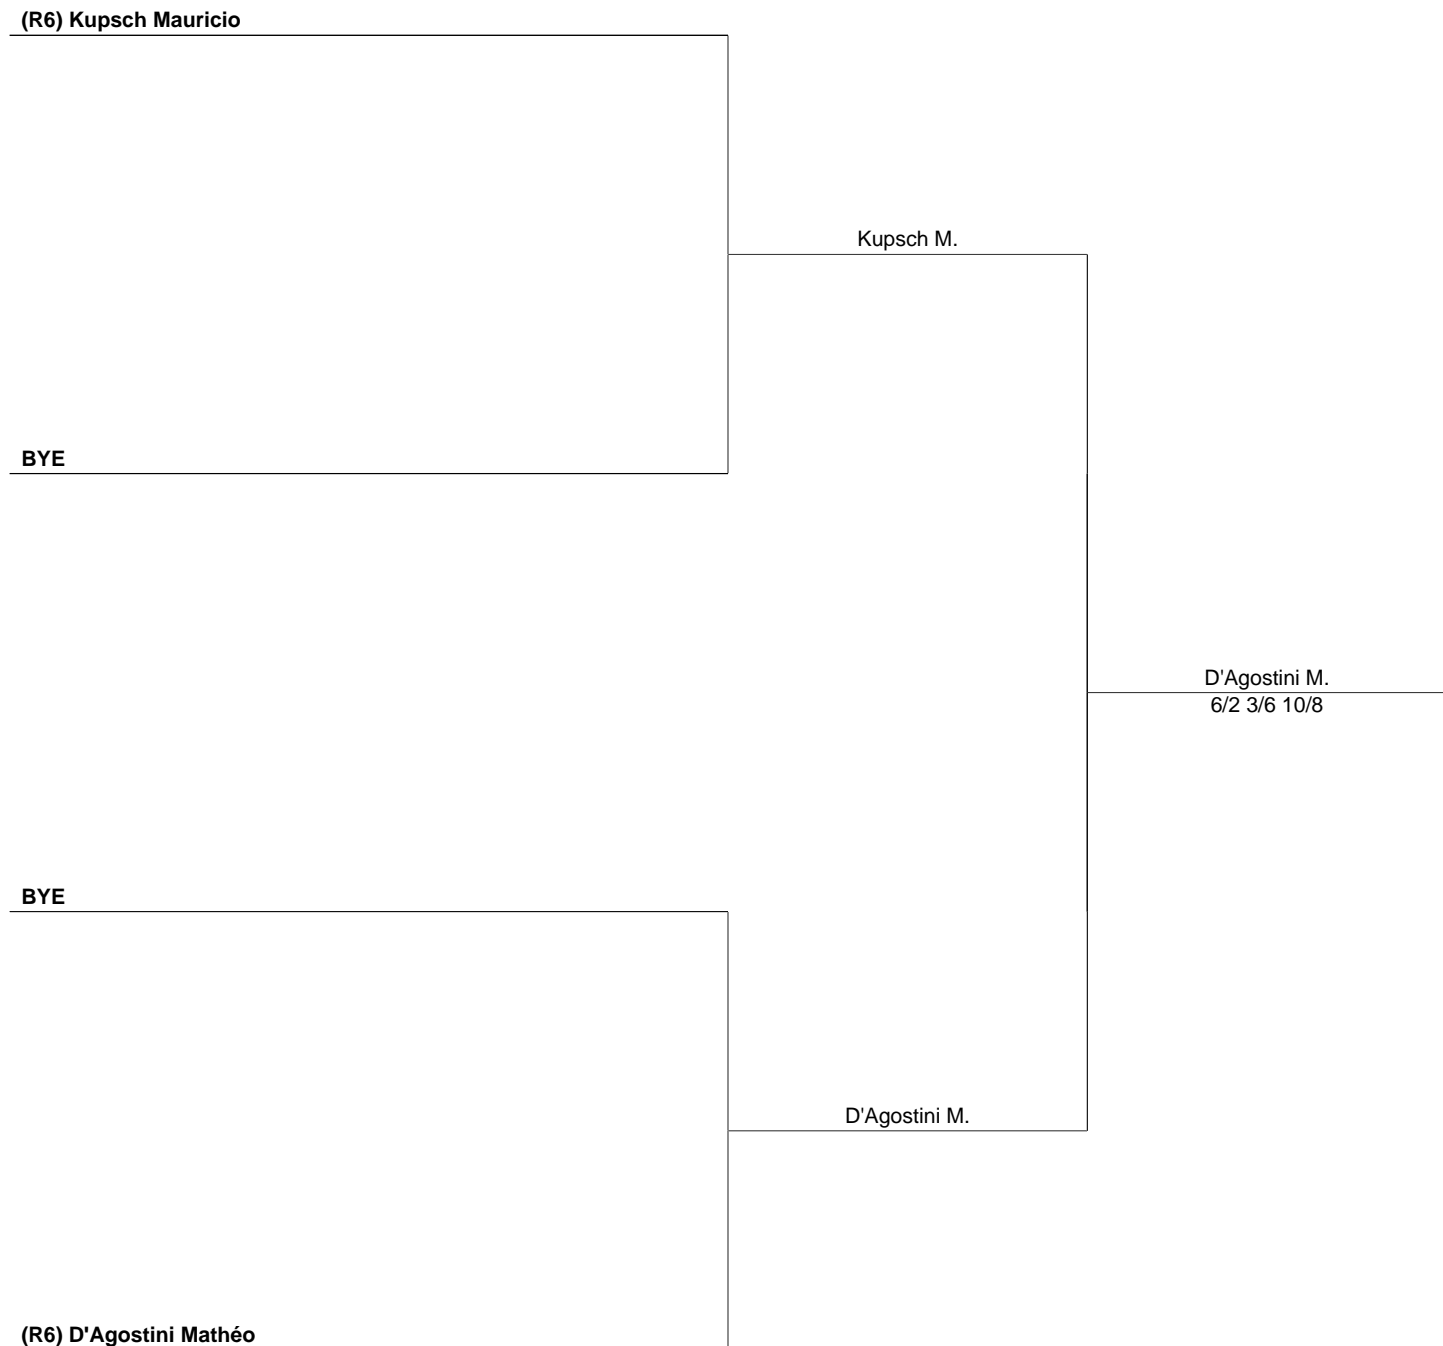 (R6) Kupsch Mauricio
Kupsch M.
BYE
D'Agostini M.
6/2 3/6 10/8
BYE
D'Agostini M.
(R6) D'Agostini Mathéo